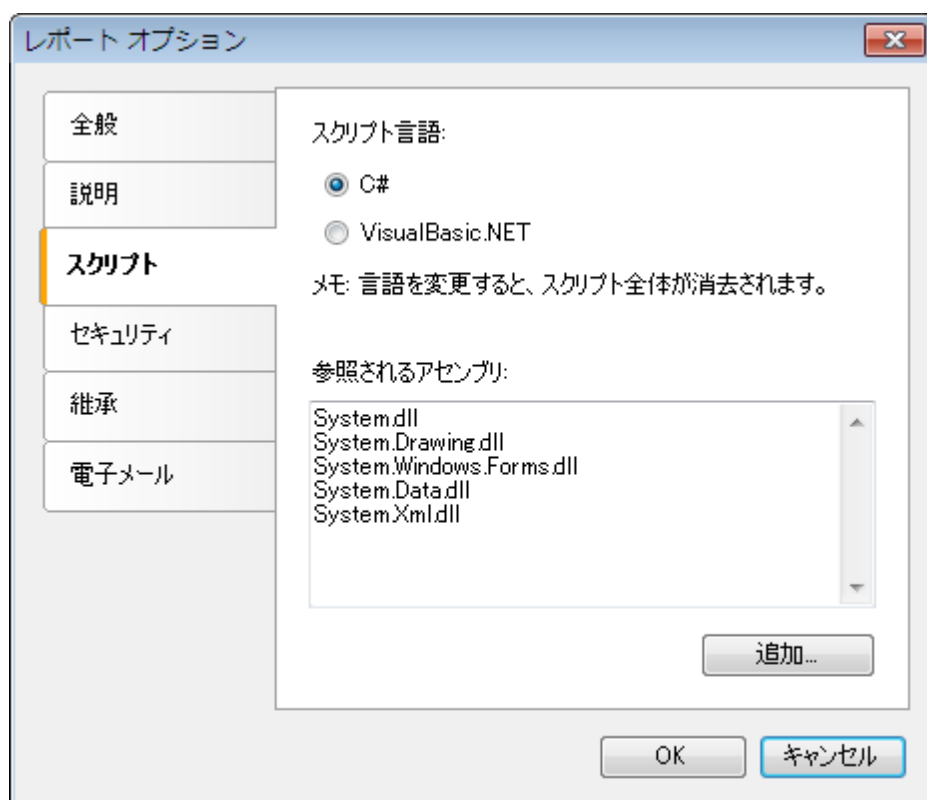 レポート オプション
全般
説明
スクリプト
セキュリティ
継承
電子メール
スクリプト言語:
C#
VisualBasic.NET
メモ: 言語を変更すると、スクリプト全体が消去されます。
参照されるアセンブリ:
System.dll
System.Drawing.dll
System.Windows.Forms.dll
System.Data.dll
System.Xml.dll
追加...
OK
キャンセル